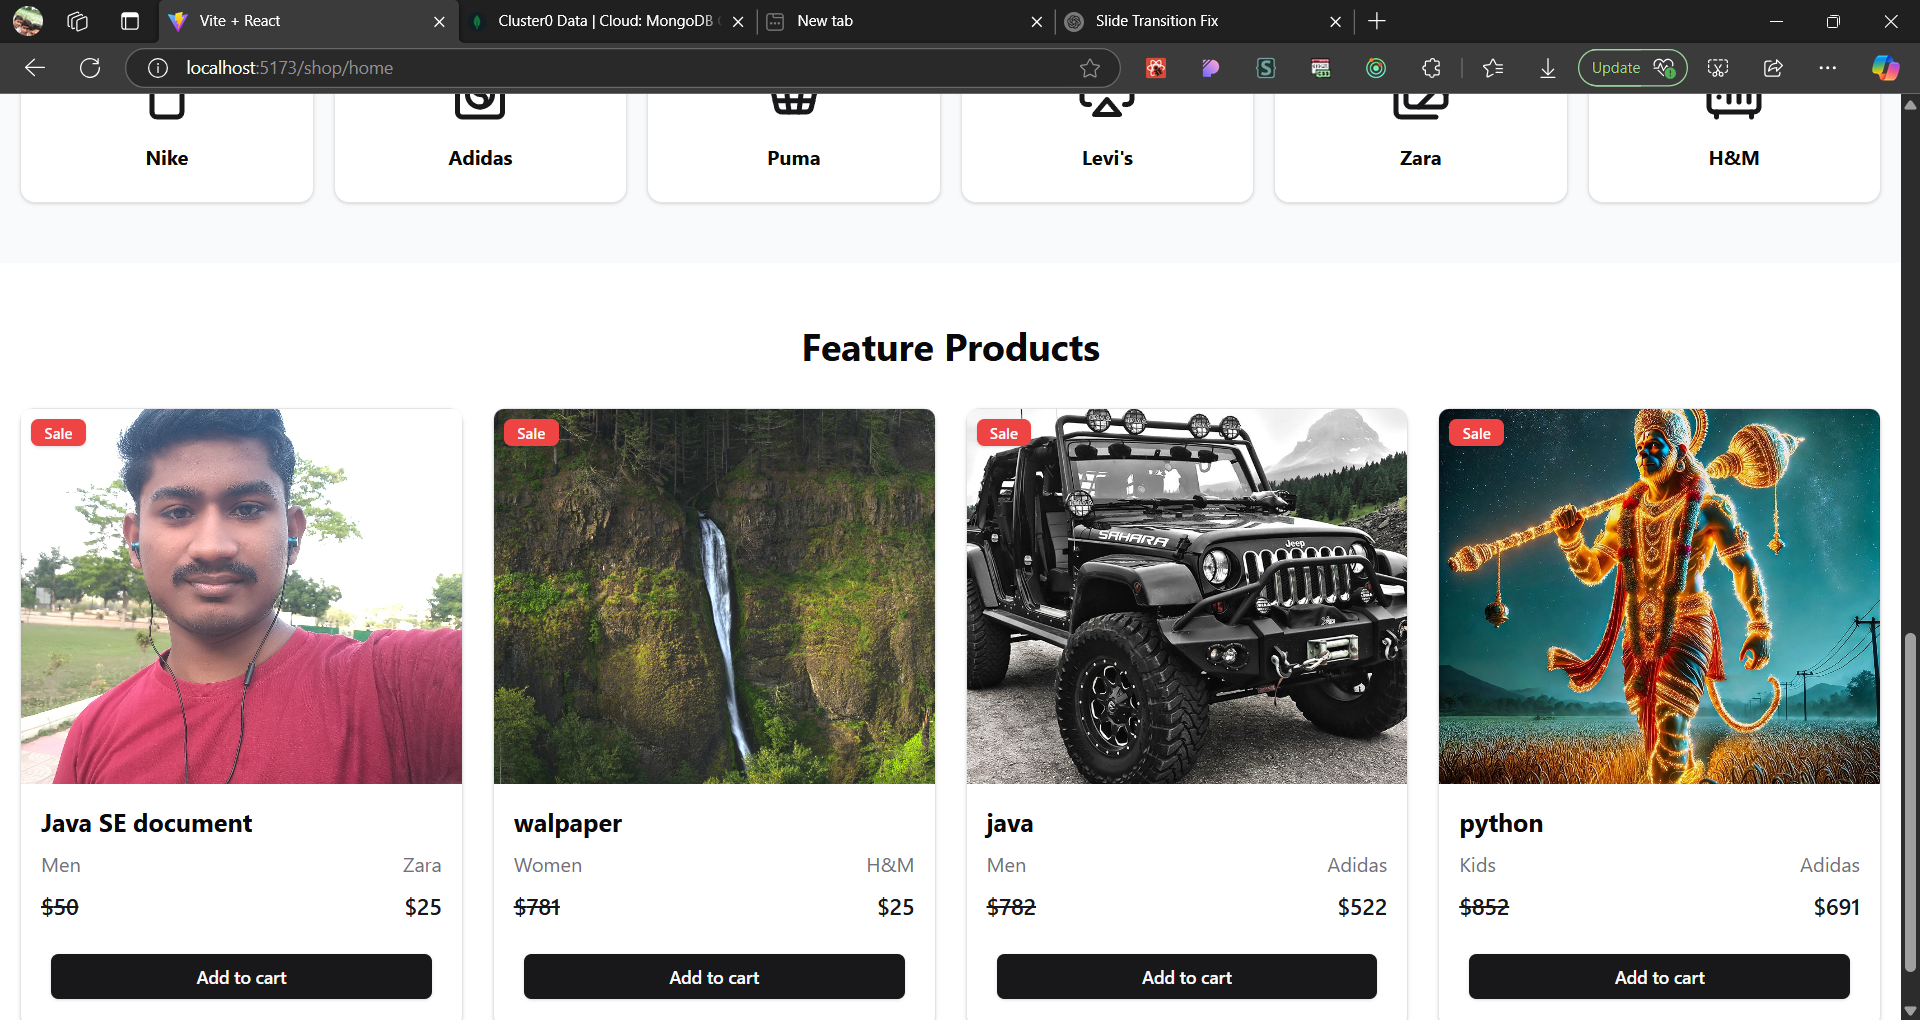 Vite + React
Cluster0 Data | Cloud: MongoDB
New tab
Slide Transition Fix
localhost:5173/shop/home
Update
Nike
Adidas
Puma
Levi's
Zara
H&M
Feature Products
Sale
Sale
Sale
Sale
SAHARA
Jeep
Java SE document
Men
Zara
$50
$25
Add to cart
walpaper
Women
H&M
$781
$25
Add to cart
java
Men
Adidas
$782
$522
Add to cart
python
Kids
Adidas
$852
$691
Add to cart